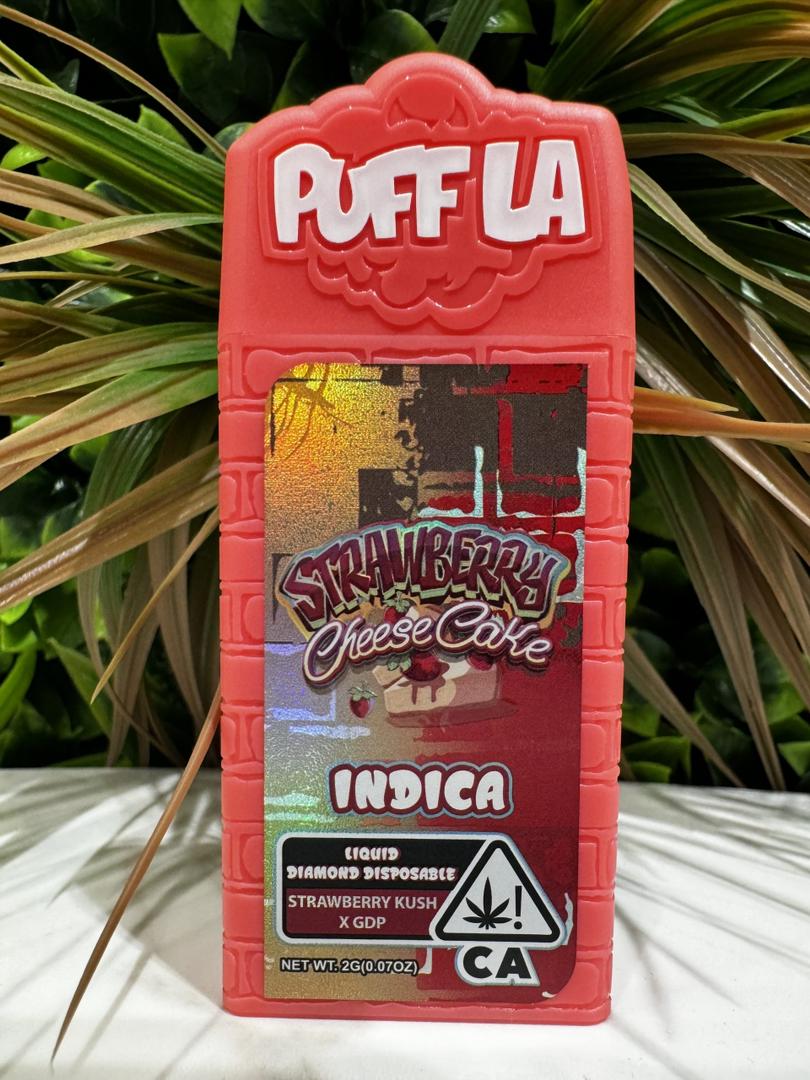 PUFF LA
STRAWBERRY
Cheese Cake
INDICA
LIQUID
DIAMOND DISPOSABLE
STRAWBERRY KUSH
X GDP
!
CA
NET WT. 2G(0.07OZ)